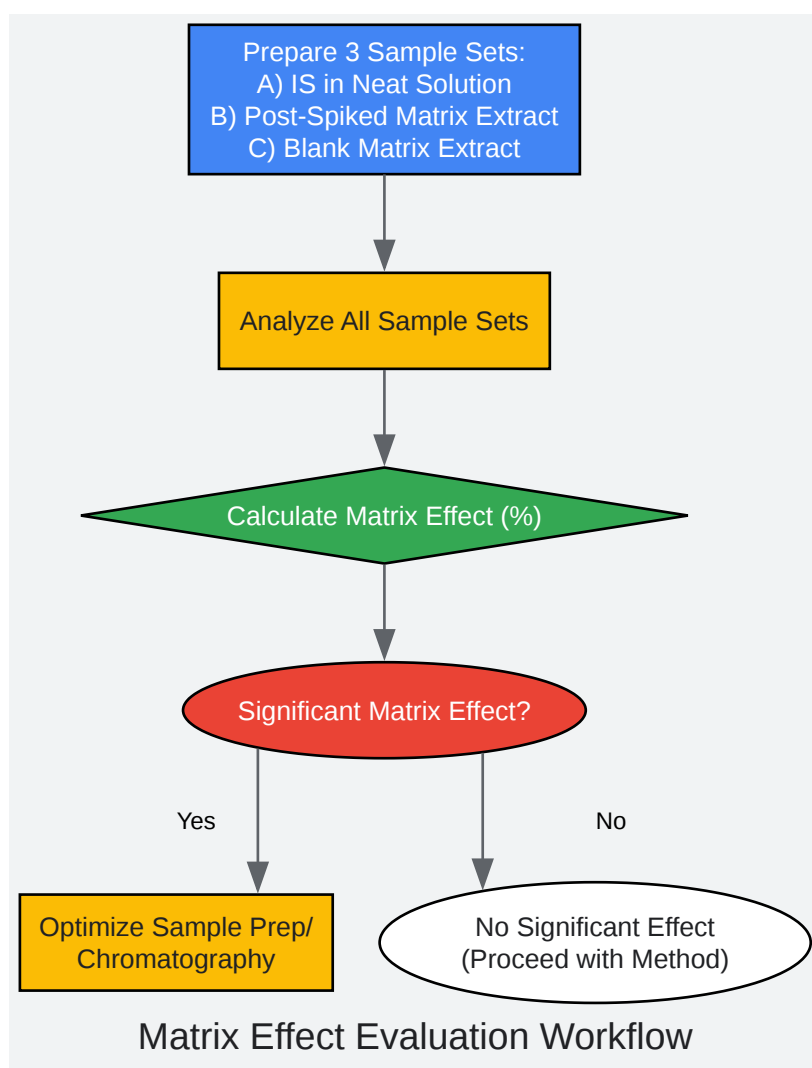 Prepare 3 Sample Sets:
A) IS in Neat Solution
B) Post-Spiked Matrix Extract
C) Blank Matrix Extract
Analyze All Sample Sets
Calculate Matrix Effect (%)
Significant Matrix Effect?
Yes
No
Optimize Sample Prep/
Chromatography
No Significant Effect
(Proceed with Method)
Matrix Effect Evaluation Workflow